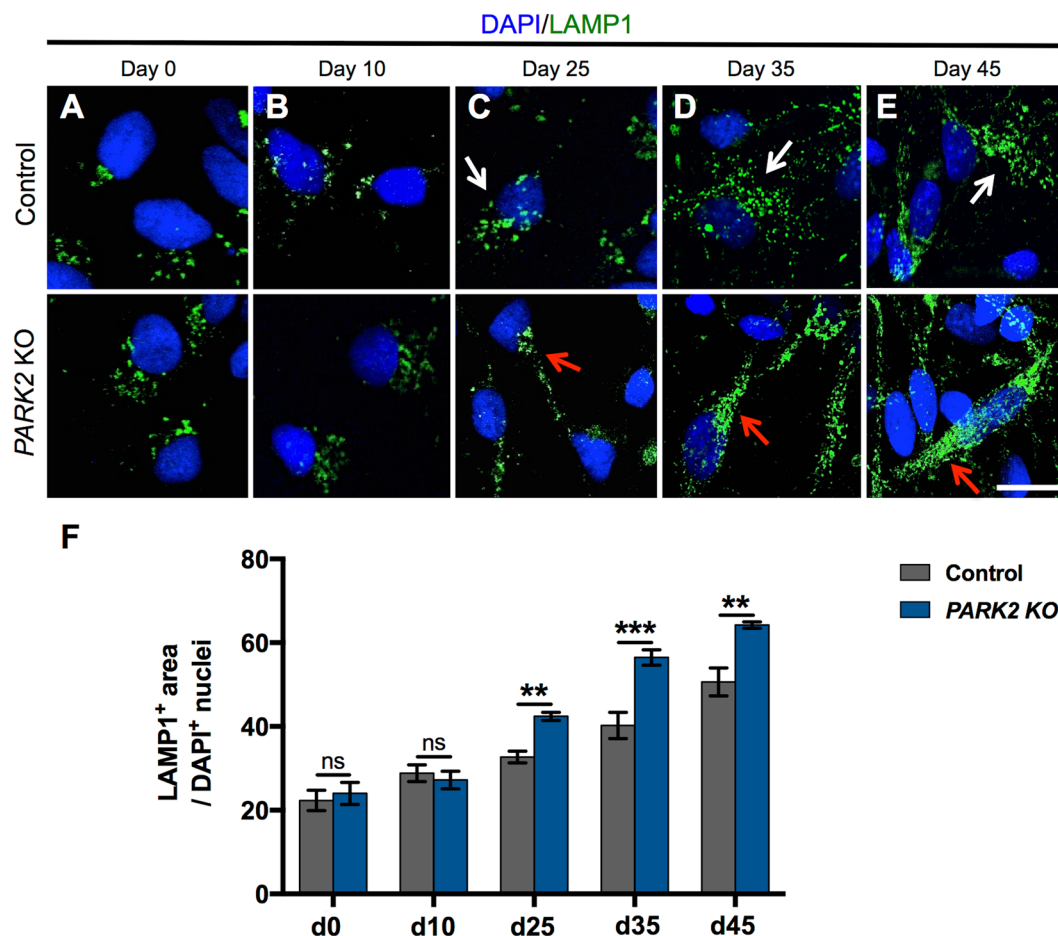 DAPI/LAMP1
Day 0 Day 10 Day 25 Day 35 Day 45
Control
A B C D E
PARK2 KO
F
LAMP1+ area
/ DAPI+ nuclei
80
60
40
20
0
ns ns ** *** **
d0 d10 d25 d35 d45
Control
PARK2 KO